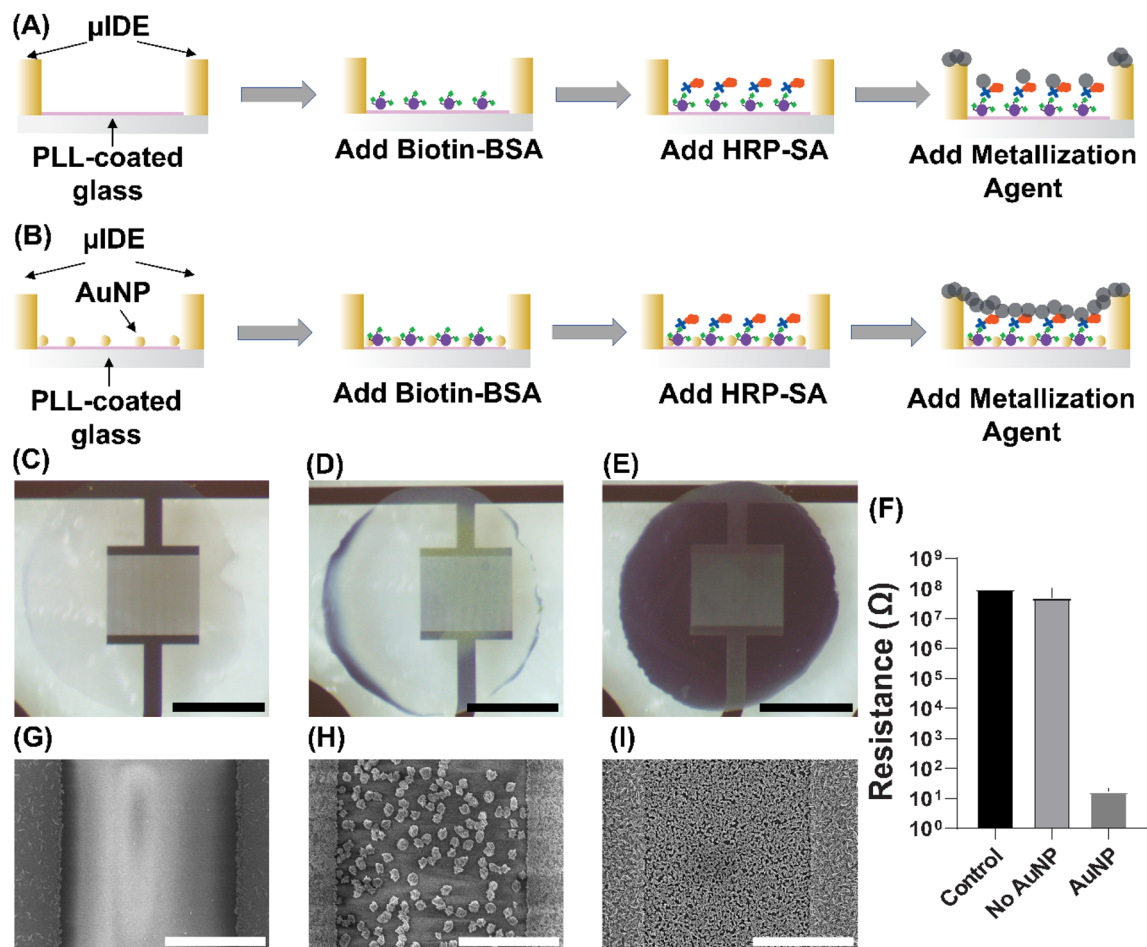 (A)
µIDE
PLL-coated
glass
Add Biotin-BSA
Add HRP-SA
Add Metallization
Agent
(B)
µIDE
AuNP
PLL-coated
glass
Add Biotin-BSA
Add HRP-SA
Add Metallization
Agent
(C)
(D)
(E)
(F)
Resistance (Ω)
10⁹
10⁸
10⁷
10⁶
10⁵
10⁴
10³
10²
10¹
10⁰
Control
No AuNP
AuNP
(G)
(H)
(I)